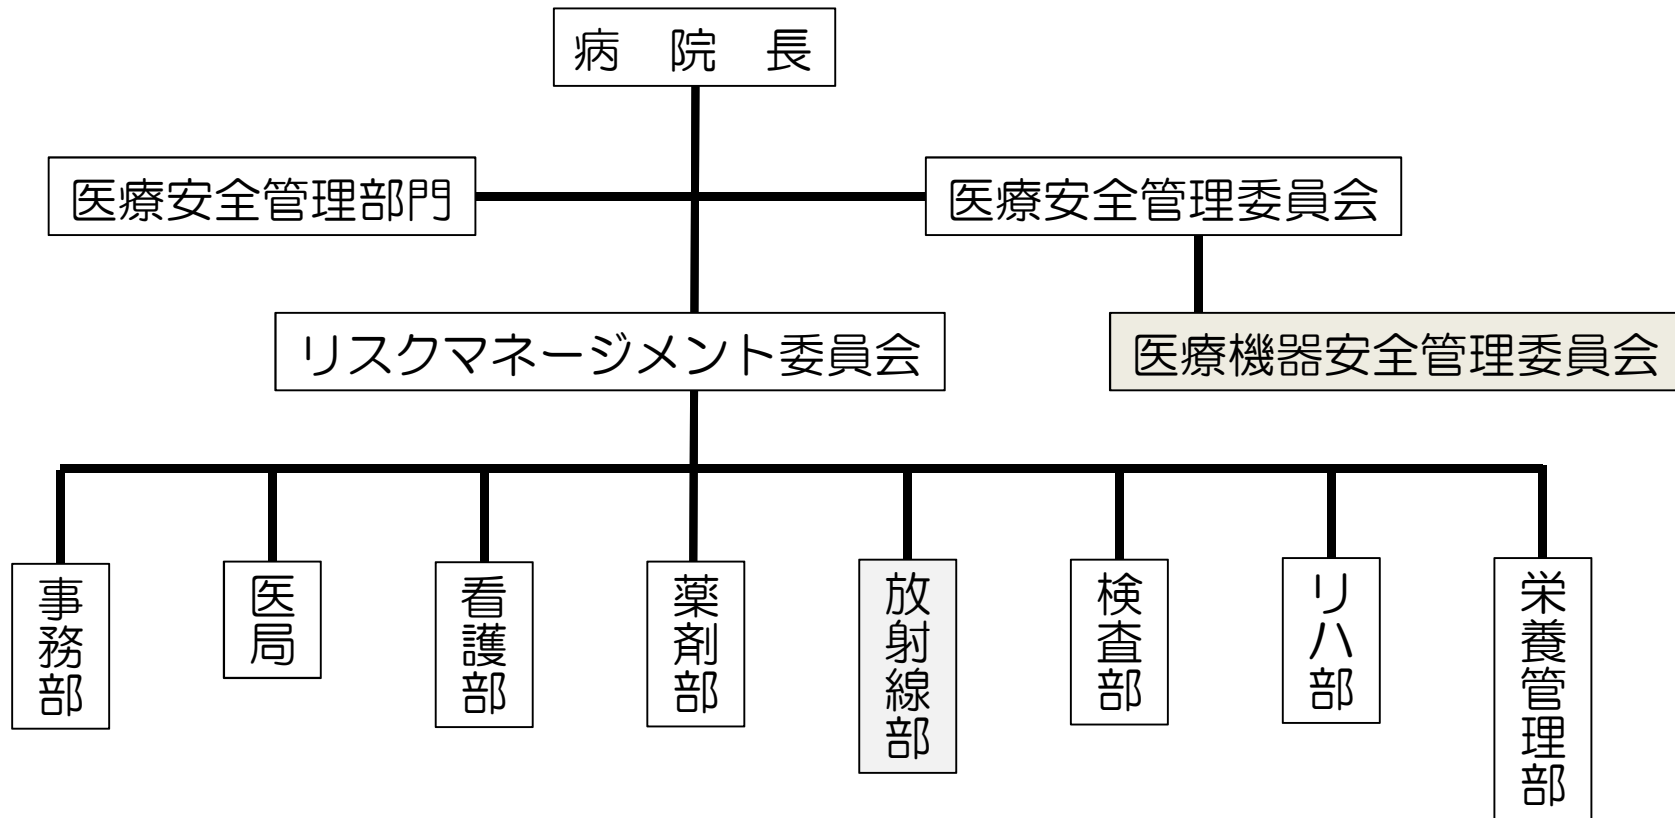 病　院　長
医療安全管理部門
医療安全管理委員会
リスクマネージメント委員会
医療機器安全管理委員会
事務部
医局
看護部
薬剤部
放射線部
検査部
リハ部
栄養管理部